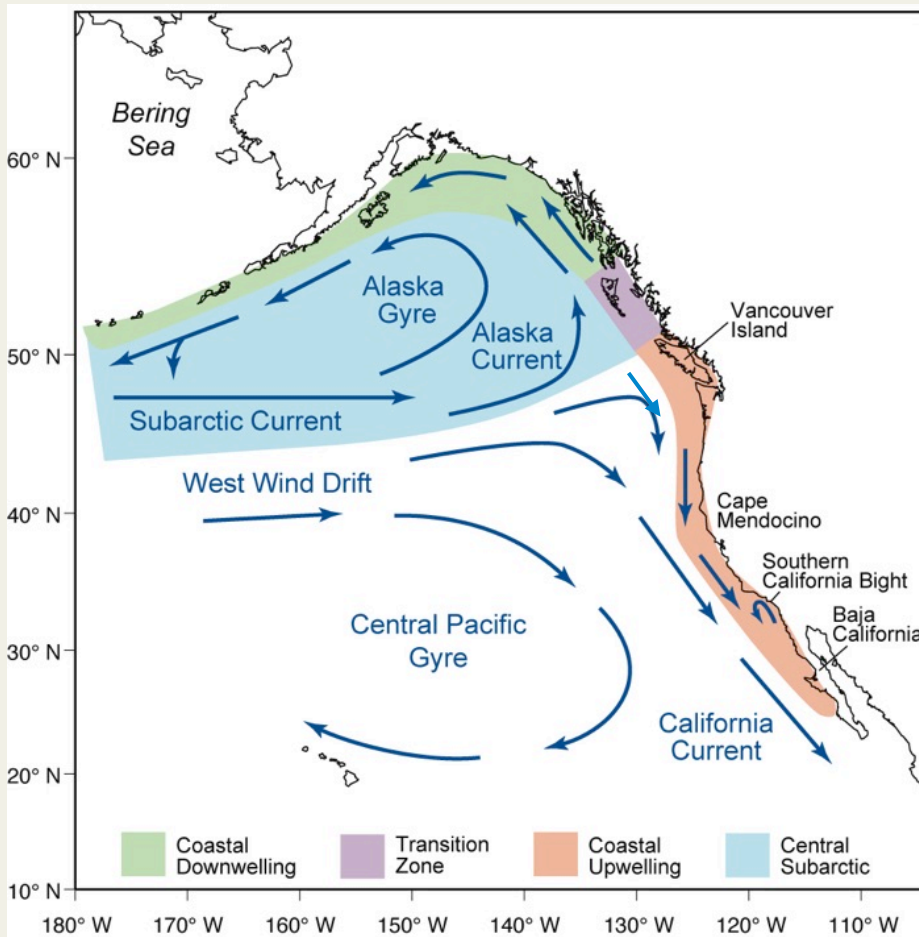 Bering
Sea
60° N
50° N
40° N
30° N
20° N
10° N
Alaska
Gyre
Alaska
Current
Vancouver
Island
Subarctic Current
West Wind Drift
Cape
Mendocino
Southern
California Bight
Baja
California
Central Pacific
Gyre
California
Current
Coastal
Downwelling
Transition
Zone
Coastal
Upwelling
Central
Subarctic
180° W
170° W
160° W
150° W
140° W
130° W
120° W
110° W